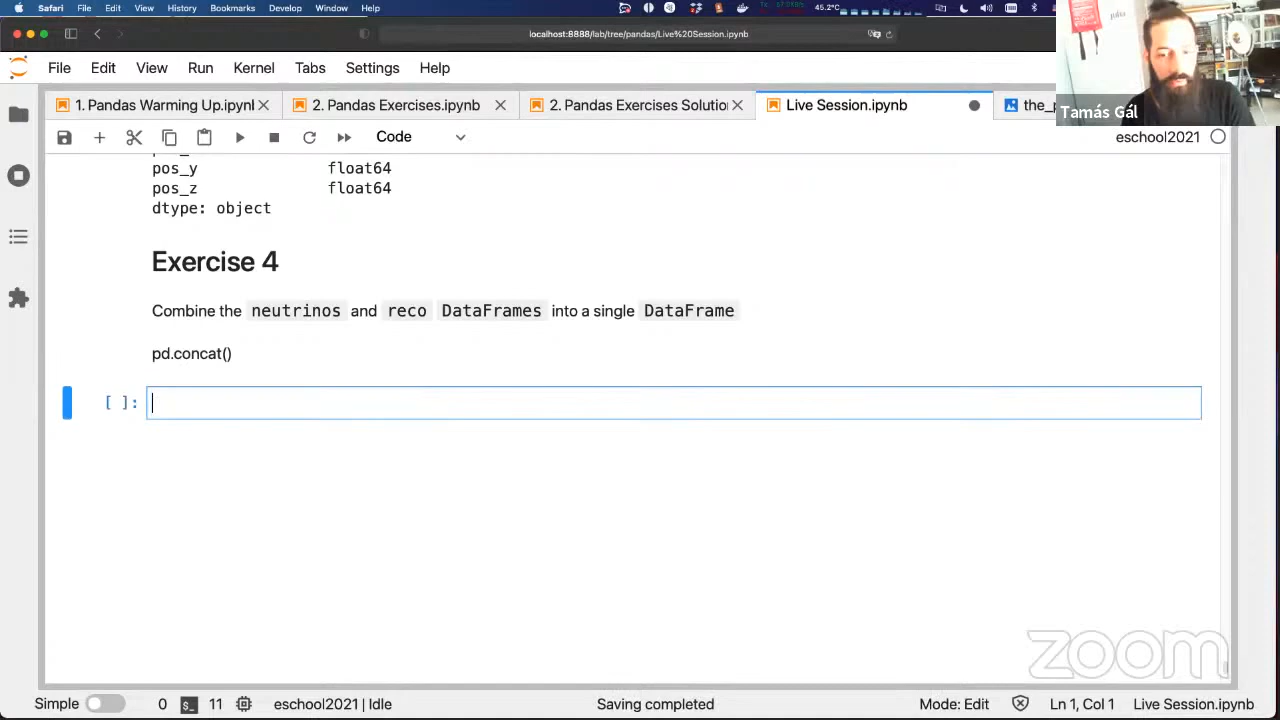 Safari File Edit View History Bookmarks Develop Window Help 45.2°C
localhost:8888/lab/tree/pandas/Live%20Session.ipynb
File Edit View Run Kernel Tabs Settings Help
Tamás Gál
1. Pandas Warming Up.ipynl
2. Pandas Exercises.ipynb
2. Pandas Exercises Solutio
Live Session.ipynb
Code
eschool2021
pos_y float64
pos_z float64
dtype: object
Exercise 4
Combine the neutrinos and reco DataFrames into a single DataFrame
pd.concat()
[ ]:
zoom
Simple 0 $_ 11 eschool2021 | Idle Saving completed Mode: Edit Ln 1, Col 1 Live Session.ipynb